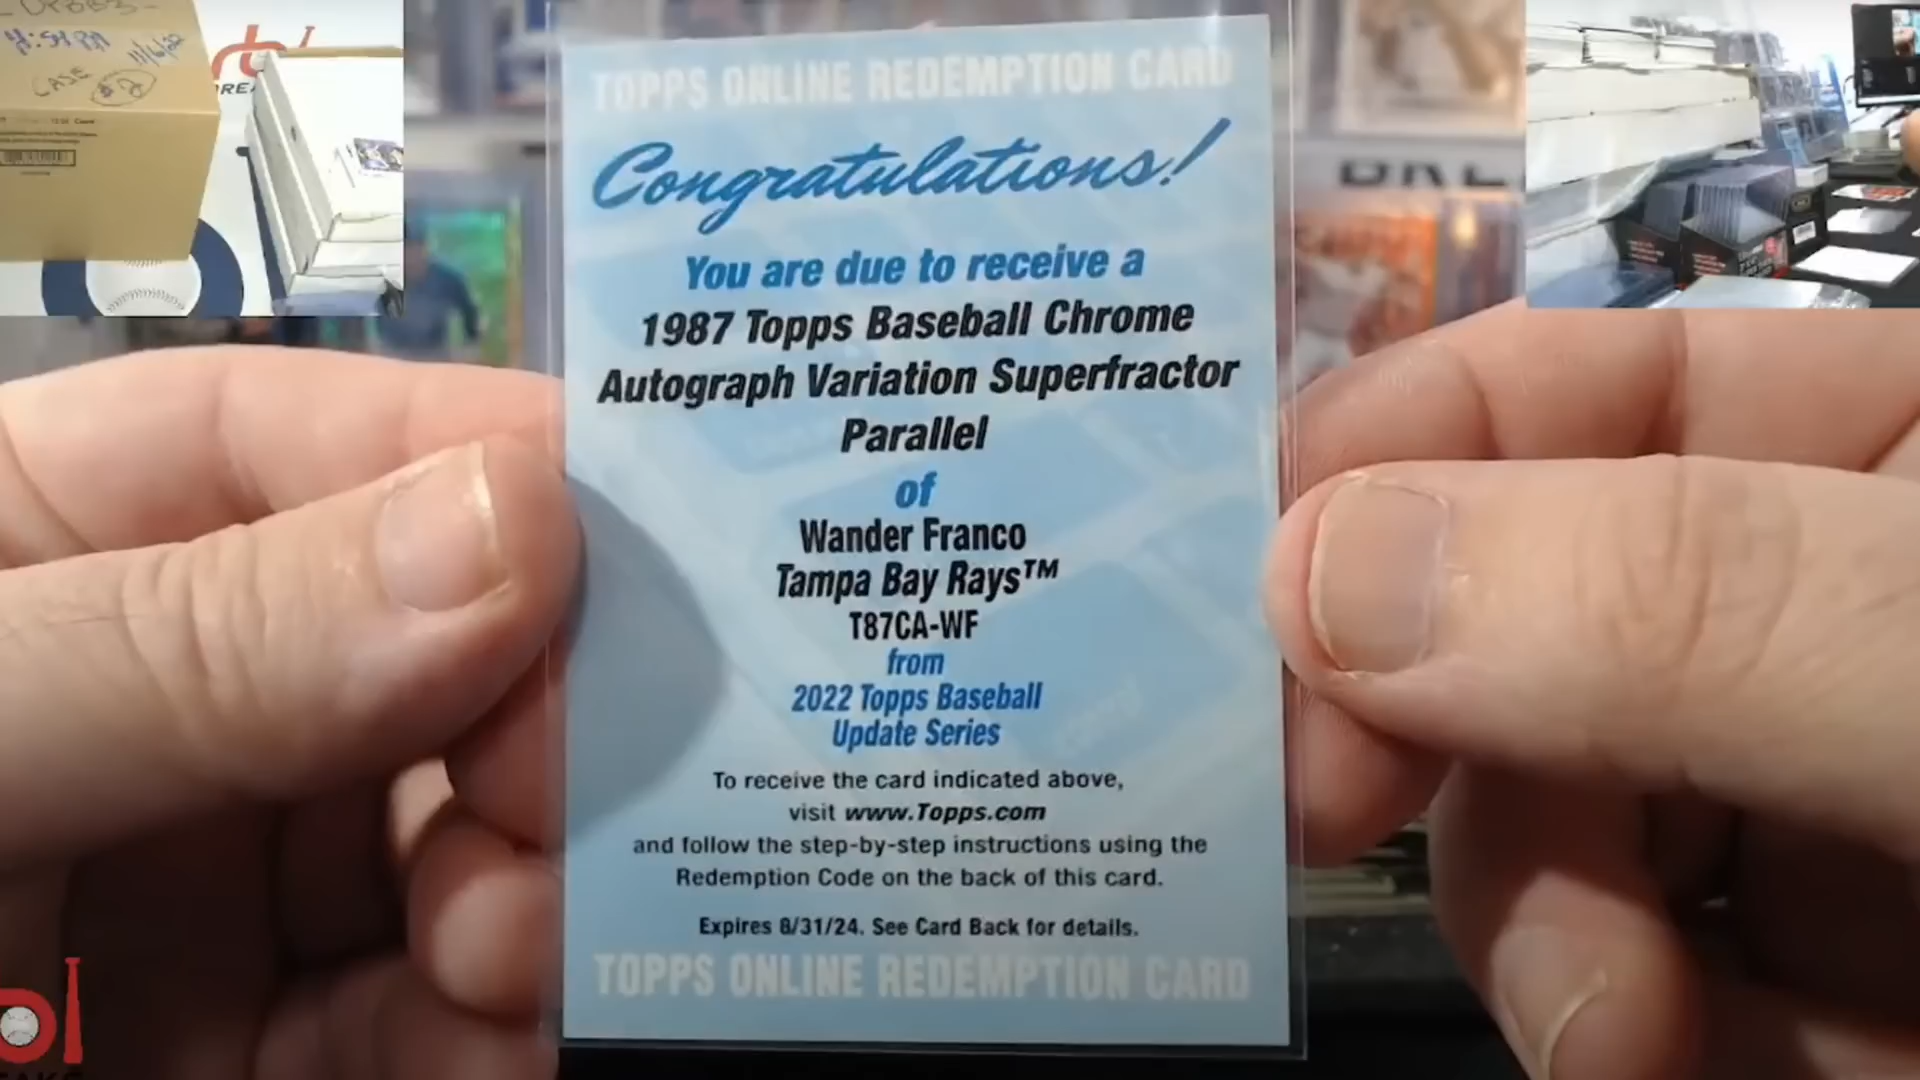 CASE
TOPPS ONLINE REDEMPTION CARD
Congratulations!
You are due to receive a
1987 Topps Baseball Chrome
Autograph Variation Superfractor
Parallel
of
Wander Franco
Tampa Bay Rays™
T87CA-WF
from
2022 Topps Baseball
Update Series
To receive the card indicated above,
visit www.Topps.com
and follow the step-by-step instructions using the
Redemption Code on the back of this card.
Expires 8/31/24. See Card Back for details.
TOPPS ONLINE REDEMPTION CARD